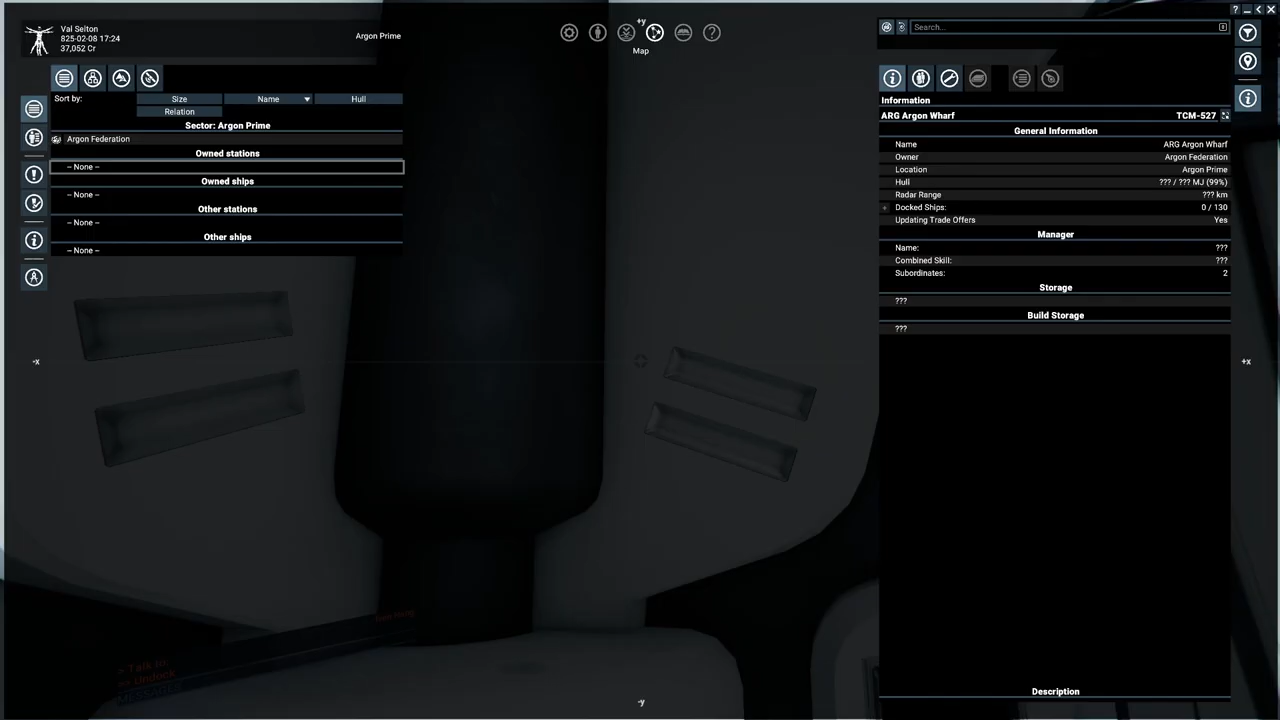 Val Selton
825-02-08 17:24
37,052 Cr
Argon Prime
+y
Map
? _ < X
Search...
Sort by:
Size
Name
Hull
Relation
Sector: Argon Prime
Argon Federation
Owned stations
-- None --
Owned ships
-- None --
Other stations
-- None --
Other ships
-- None --
Information
ARG Argon Wharf TCM-527
General Information
Name ARG Argon Wharf
Owner Argon Federation
Location Argon Prime
Hull ??? / ??? MJ (99%)
Radar Range ??? km
Docked Ships: 0 / 130
Updating Trade Offers Yes
Manager
Name: ???
Combined Skill: ???
Subordinates: 2
Storage
???
Build Storage
???
Description
-x
+x
-y
Talk to
Undock
MESSAGES